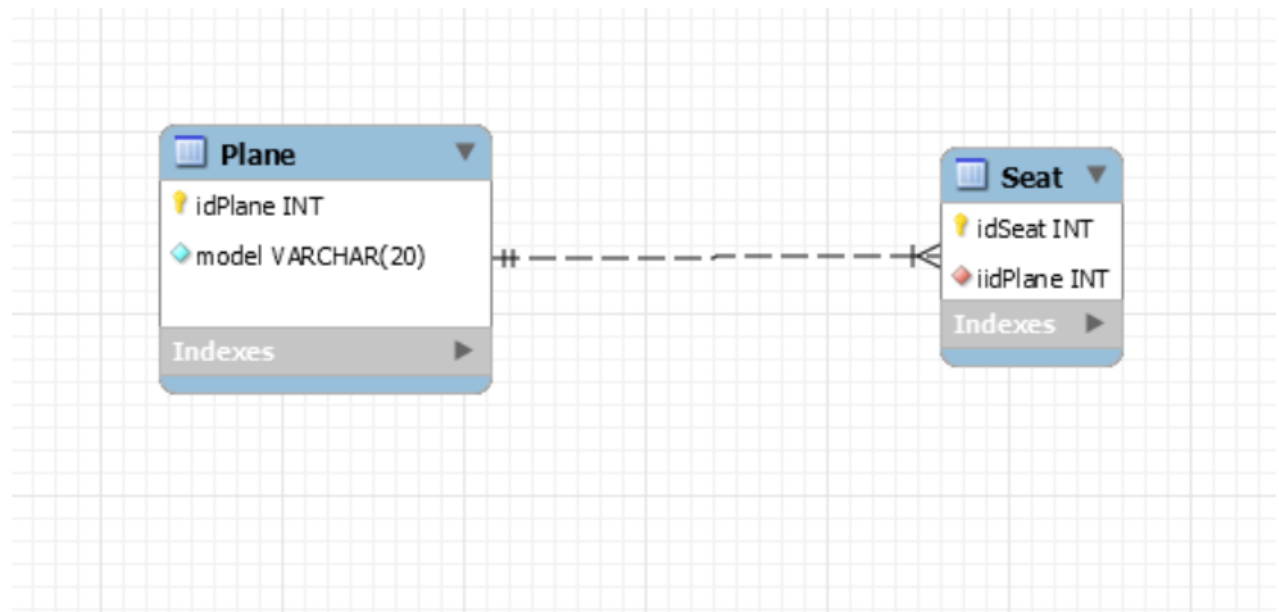 Plane
idPlane INT
model VARCHAR(20)
Indexes
Seat
idSeat INT
iidPlane INT
Indexes